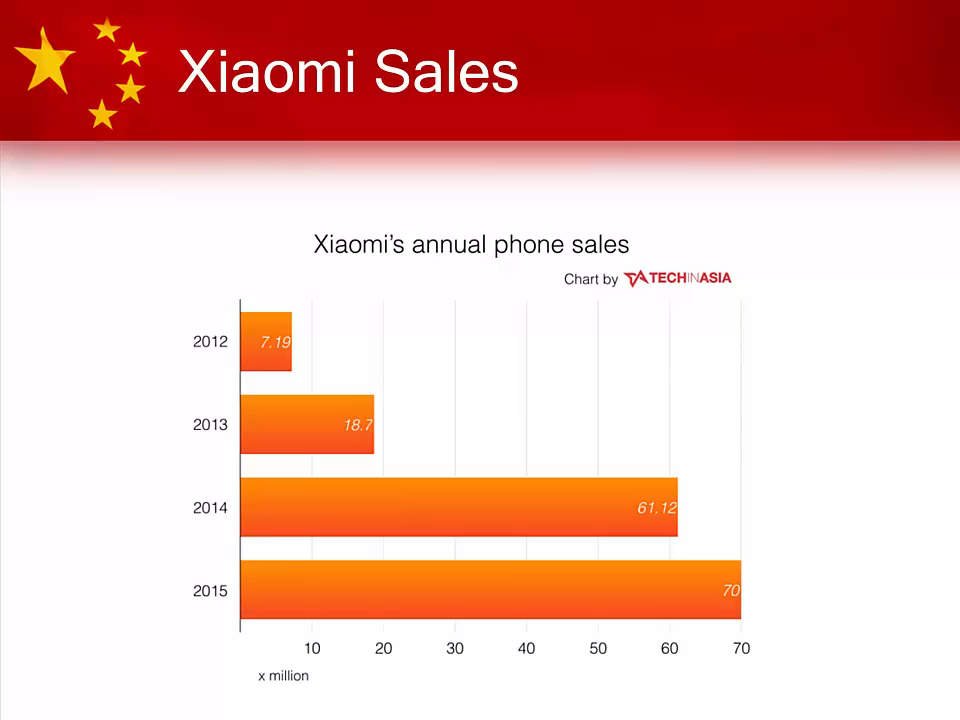 Xiaomi Sales
Xiaomi’s annual phone sales
Chart by TECHINASIA
2012 7.19
2013 18.7
2014 61.12
2015 70
10 20 30 40 50 60 70
x million